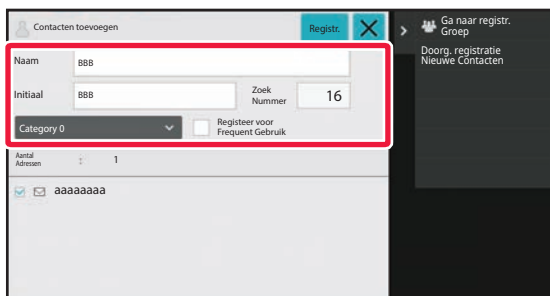 Contacten toevoegen
Registr.
Naam
BBB
Initiaal
BBB
Zoek
Nummer
16
Category 0
Registeer voor
Frequent Gebruik
Aantal
Adressen
:
1
aaaaaaaa
Ga naar registr.
Groep
Doorg. registratie
Nieuwe Contacten